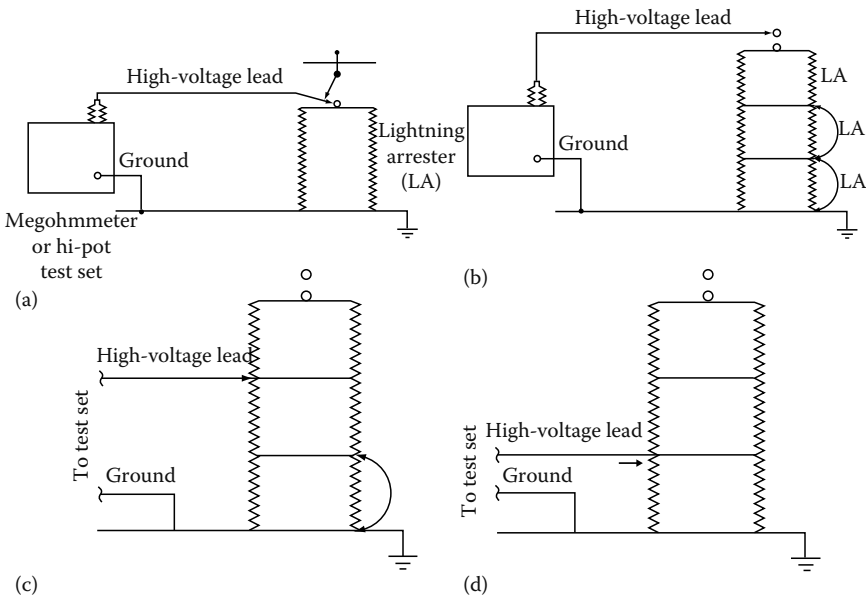 High-voltage lead
Lightning
arrester
(LA)
Ground
Megohmmeter
or hi-pot
test set
(a)
High-voltage lead
LA
LA
LA
Ground
(b)
High-voltage lead
To test set
Ground
(c)
High-voltage lead
To test set
Ground
(d)